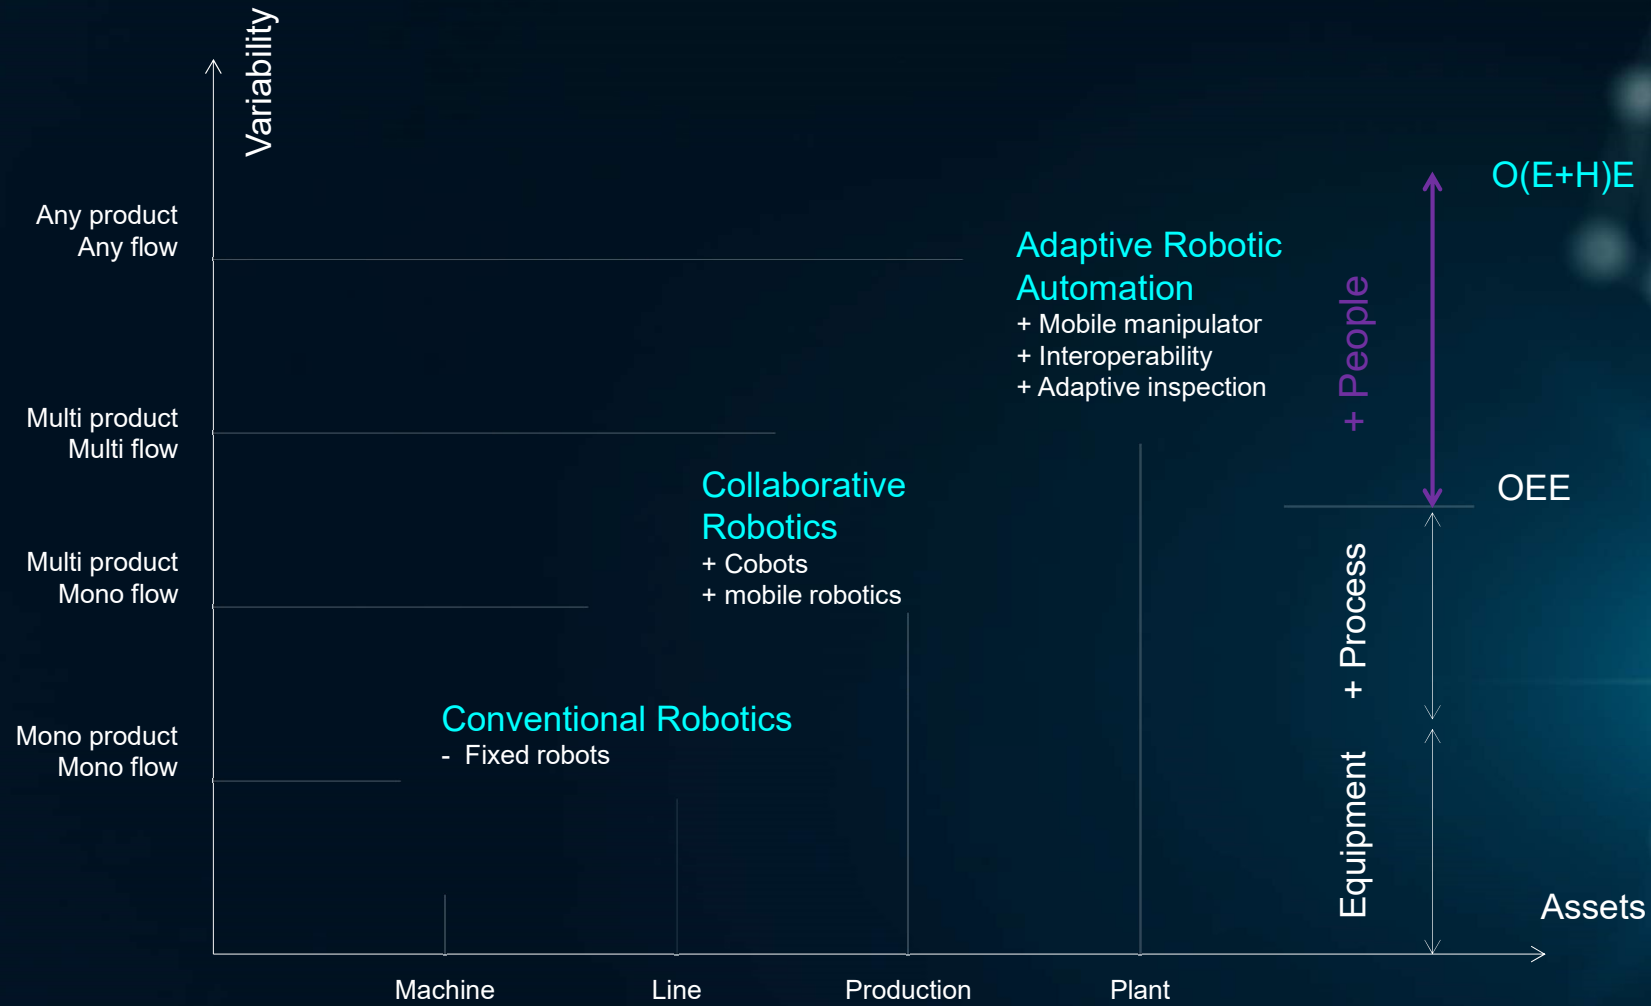 Variability
Any product
Any flow
Multi product
Multi flow
Multi product
Mono flow
Mono product
Mono flow
Conventional Robotics
- Fixed robots
Collaborative
Robotics
+ Cobots
+ mobile robotics
Adaptive Robotic
Automation
+ Mobile manipulator
+ Interoperability
+ Adaptive inspection
+ People
+ Process
Equipment
O(E+H)E
OEE
Assets
Machine
Line
Production
Plant